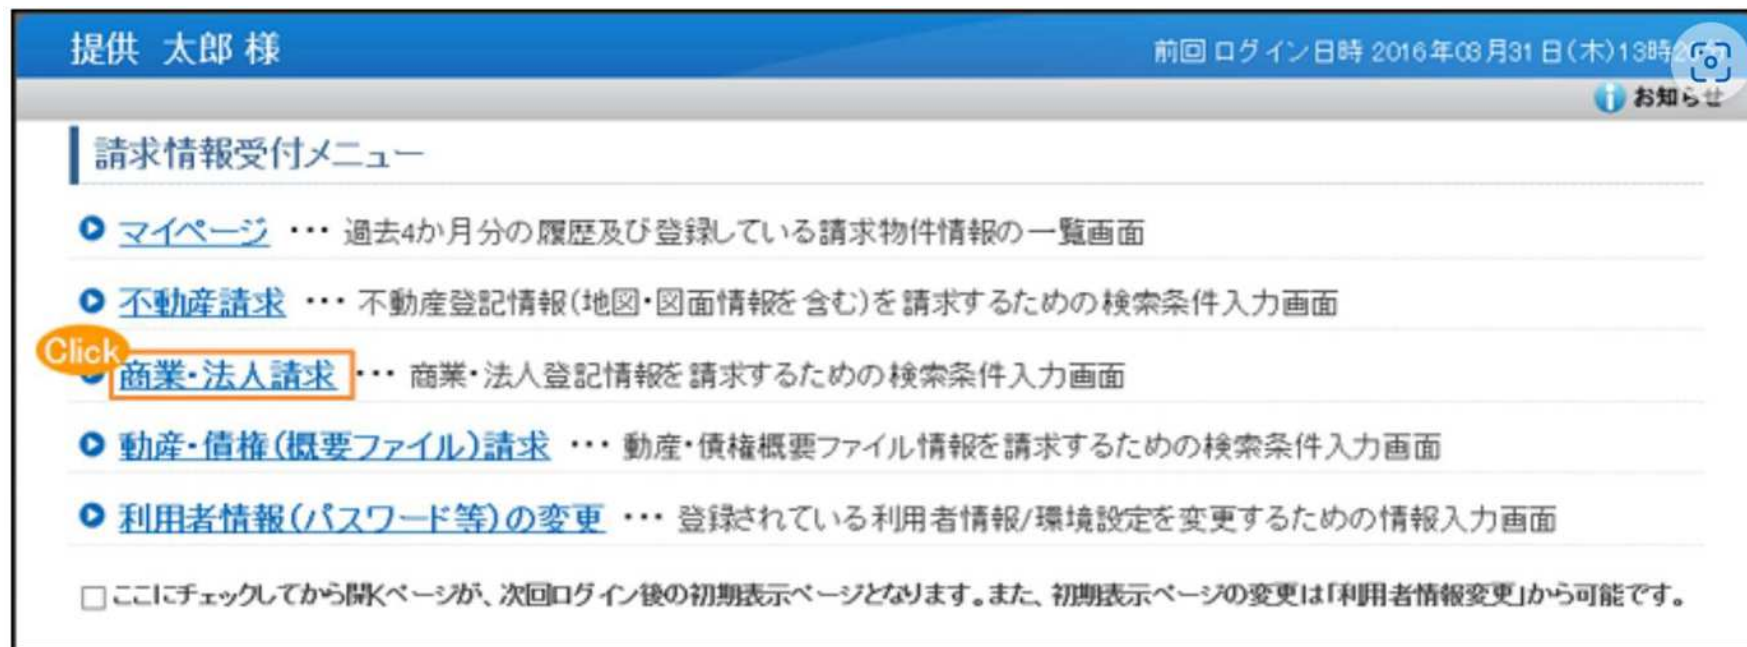 提供 太郎 様
前回 ログイン日時 2016年03月31日(木)13時
お知らせ
請求情報受付メニュー
マイページ ・・・ 過去4か月分の履歴及び登録している請求物件情報の一覧画面
不動産請求 ・・・ 不動産登記情報(地図・図面情報を含む)を請求するための検索条件入力画面
Click
商業・法人請求 ・・・ 商業・法人登記情報を請求するための検索条件入力画面
動産・債権(概要ファイル)請求 ・・・ 動産・債権概要ファイル情報を請求するための検索条件入力画面
利用者情報(パスワード等)の変更 ・・・ 登録されている利用者情報/環境設定を変更するための情報入力画面
ここにチェックしてから開くページが、次回ログイン後の初期表示ページとなります。また、初期表示ページの変更は「利用者情報変更」から可能です。